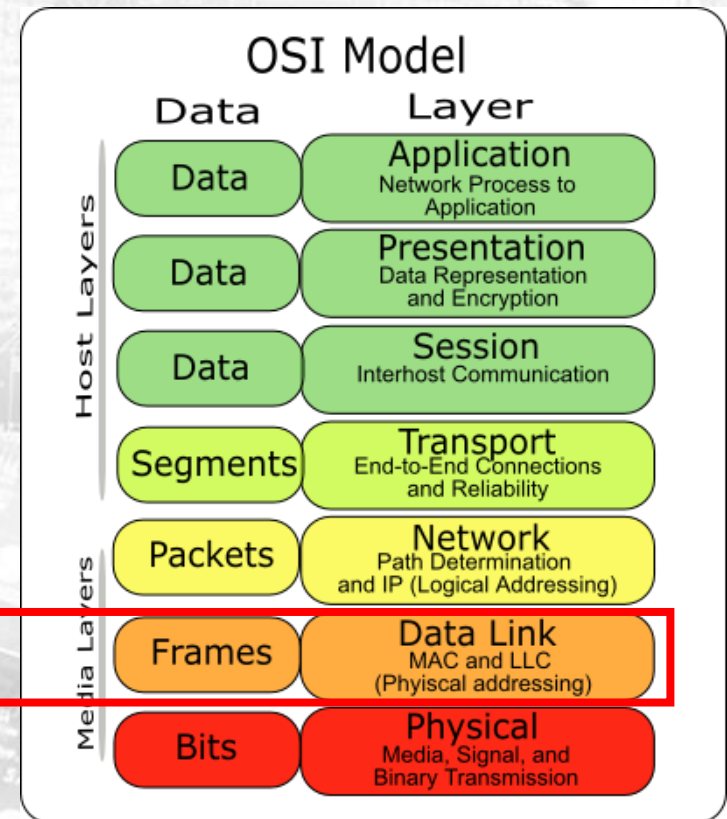 OSI Model
Data Layer
Host Layers
Data
Application
Network Process to
Application
Data
Presentation
Data Representation
and Encryption
Data
Session
Interhost Communication
Segments
Transport
End-to-End Connections
and Reliability
Media Layers
Packets
Network
Path Determination
and IP (Logical Addressing)
Frames
Data Link
MAC and LLC
(Phyiscal addressing)
Bits
Physical
Media, Signal, and
Binary Transmission